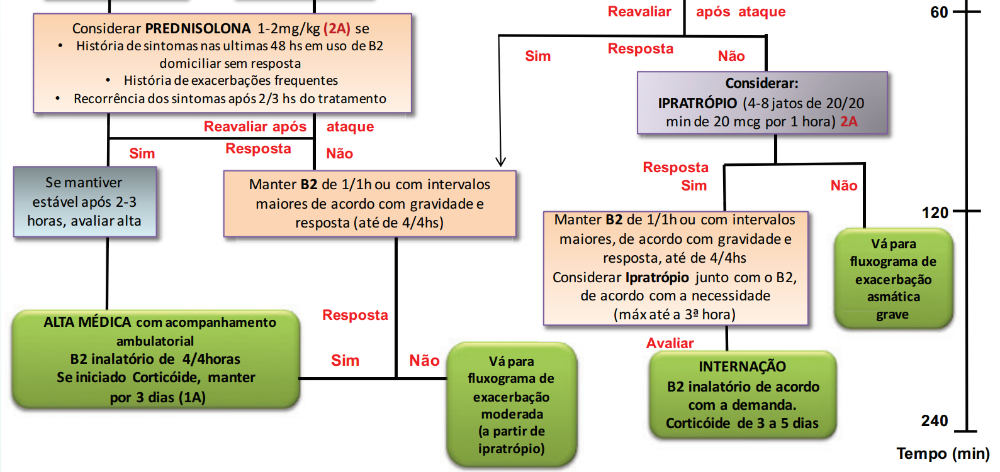 Considerar PREDNISOLONA 1-2mg/kg (2A) se
• História de sintomas nas ultimas 48 hs em uso de B2
domiciliar sem resposta
• História de exacerbações frequentes
• Recorrência dos sintomas após 2/3 hs do tratamento
Reavaliar após ataque
Resposta
Sim
Não
Se mantiver
estável após 2-3
horas, avaliar alta
Manter B2 de 1/1h ou com intervalos
maiores de acordo com gravidade e
resposta (até de 4/4hs)
ALTA MÉDICA com acompanhamento
ambulatorial
B2 inalatório de 4/4horas
Se iniciado Corticóide, manter
por 3 dias (1A)
Resposta
Sim
Não
Vá para
fluxograma de
exacerbação
moderada
(a partir de
ipratrópio)
Reavaliar após ataque
Resposta
Sim
Não
Considerar:
IPRATRÓPIO (4-8 jatos de 20/20
min de 20 mcg por 1 hora) 2A
Resposta
Sim
Não
Manter B2 de 1/1h ou com intervalos
maiores, de acordo com gravidade e
resposta, até de 4/4hs
Considerar Ipratrópio junto com o B2,
de acordo com a necessidade
(máx até a 3ª hora)
Vá para
fluxograma de
exacerbação
asmática
grave
Avaliar
INTERNAÇÃO
B2 inalatório de acordo
com a demanda.
Corticóide de 3 a 5 dias
60
120
240
Tempo (min)